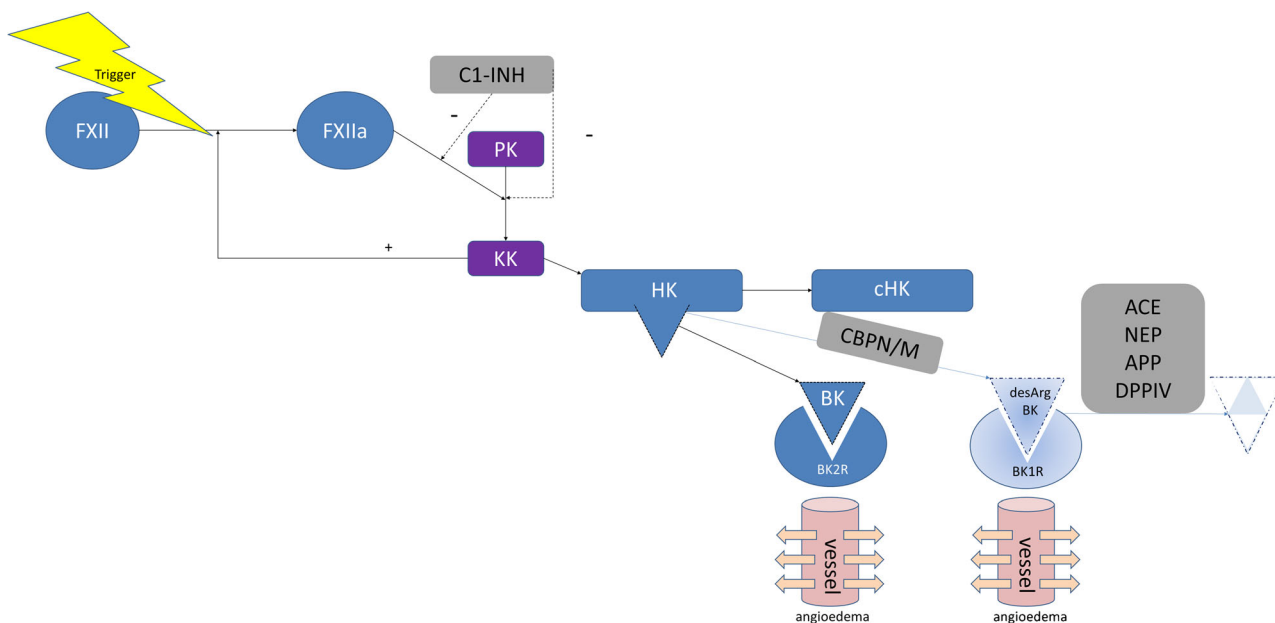 Trigger
C1-INH
FXII
FXIIa
-
-
PK
+
KK
HK
cHK
ACE
NEP
APP
DPPIV
CBPN/M
BK
desArg
BK
BK2R
BK1R
vessel
vessel
angioedema
angioedema